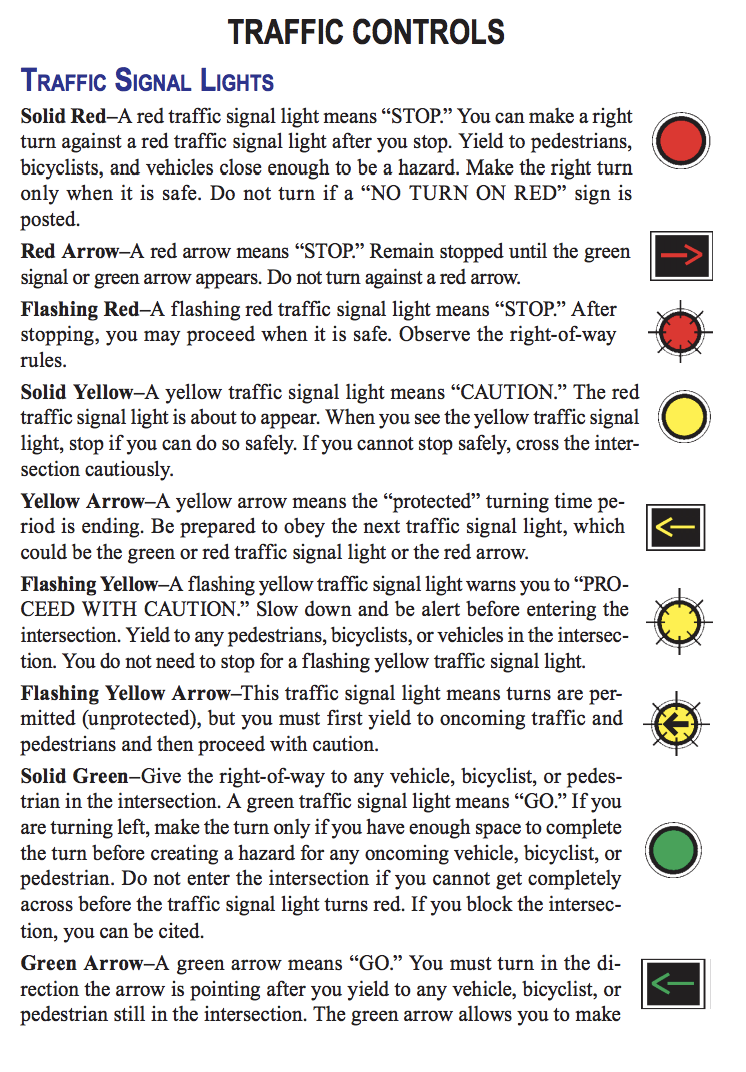 TRAFFIC CONTROLS
TRAFFIC SIGNAL LIGHTS
Solid Red–A red traffic signal light means “STOP.” You can make a right
turn against a red traffic signal light after you stop. Yield to pedestrians,
bicyclists, and vehicles close enough to be a hazard. Make the right turn
only when it is safe. Do not turn if a “NO TURN ON RED” sign is
posted.
Red Arrow–A red arrow means “STOP.” Remain stopped until the green
signal or green arrow appears. Do not turn against a red arrow.
Flashing Red–A flashing red traffic signal light means “STOP.” After
stopping, you may proceed when it is safe. Observe the right-of-way
rules.
Solid Yellow–A yellow traffic signal light means “CAUTION.” The red
traffic signal light is about to appear. When you see the yellow traffic signal
light, stop if you can do so safely. If you cannot stop safely, cross the inter-
section cautiously.
Yellow Arrow–A yellow arrow means the “protected” turning time pe-
riod is ending. Be prepared to obey the next traffic signal light, which
could be the green or red traffic signal light or the red arrow.
Flashing Yellow–A flashing yellow traffic signal light warns you to “PRO-
CEED WITH CAUTION.” Slow down and be alert before entering the
intersection. Yield to any pedestrians, bicyclists, or vehicles in the intersec-
tion. You do not need to stop for a flashing yellow traffic signal light.
Flashing Yellow Arrow–This traffic signal light means turns are per-
mitted (unprotected), but you must first yield to oncoming traffic and
pedestrians and then proceed with caution.
Solid Green–Give the right-of-way to any vehicle, bicyclist, or pedes-
trian in the intersection. A green traffic signal light means “GO.” If you
are turning left, make the turn only if you have enough space to complete
the turn before creating a hazard for any oncoming vehicle, bicyclist, or
pedestrian. Do not enter the intersection if you cannot get completely
across before the traffic signal light turns red. If you block the intersec-
tion, you can be cited.
Green Arrow–A green arrow means “GO.” You must turn in the di-
rection the arrow is pointing after you yield to any vehicle, bicyclist, or
pedestrian still in the intersection. The green arrow allows you to make